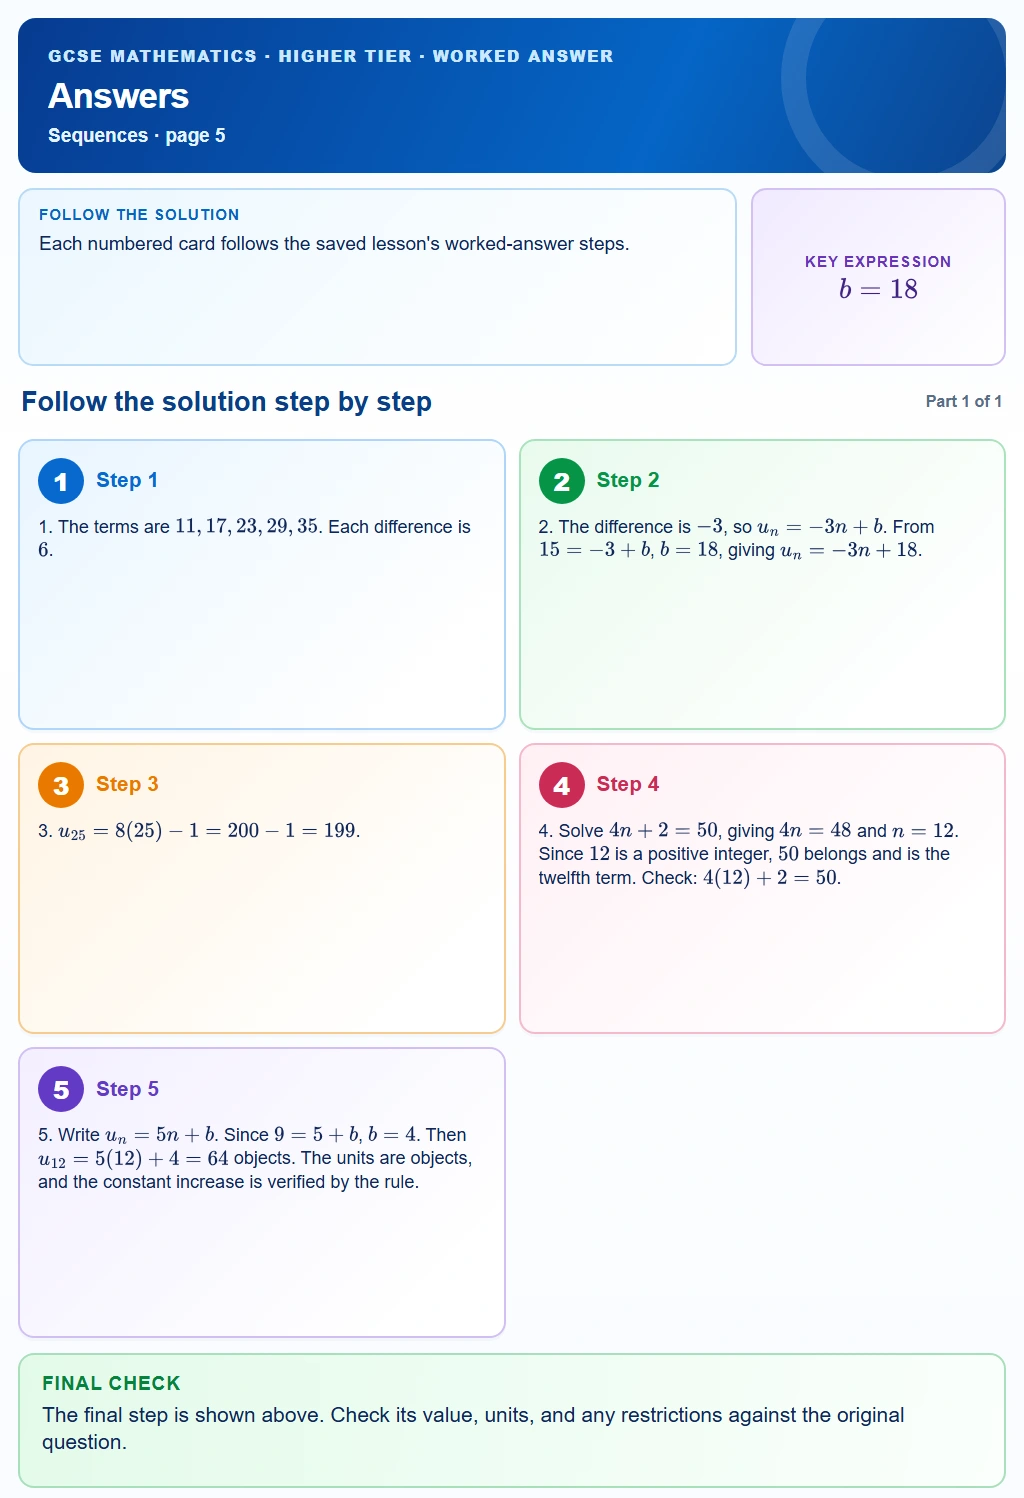 GCSE MATHEMATICS · HIGHER TIER · WORKED ANSWER
Answers
Sequences · page 5
FOLLOW THE SOLUTION
Each numbered card follows the saved lesson's worked-answer steps.
KEY EXPRESSION
b = 18
Follow the solution step by step
Part 1 of 1
1 Step 1
1. The terms are 11, 17, 23, 29, 35. Each difference is
6.
2 Step 2
2. The difference is −3, so uₙ = −3n + b. From
15 = −3 + b, b = 18, giving uₙ = −3n + 18.
3 Step 3
3. u₂₅ = 8(25) − 1 = 200 − 1 = 199.
4 Step 4
4. Solve 4n + 2 = 50, giving 4n = 48 and n = 12.
Since 12 is a positive integer, 50 belongs and is the
twelfth term. Check: 4(12) + 2 = 50.
5 Step 5
5. Write uₙ = 5n + b. Since 9 = 5 + b, b = 4. Then
u₁₂ = 5(12) + 4 = 64 objects. The units are objects,
and the constant increase is verified by the rule.
FINAL CHECK
The final step is shown above. Check its value, units, and any restrictions against the original
question.